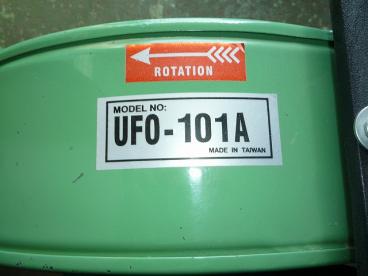 ROTATION
MODEL NO:
UFO-101A
MADE IN TAIWAN